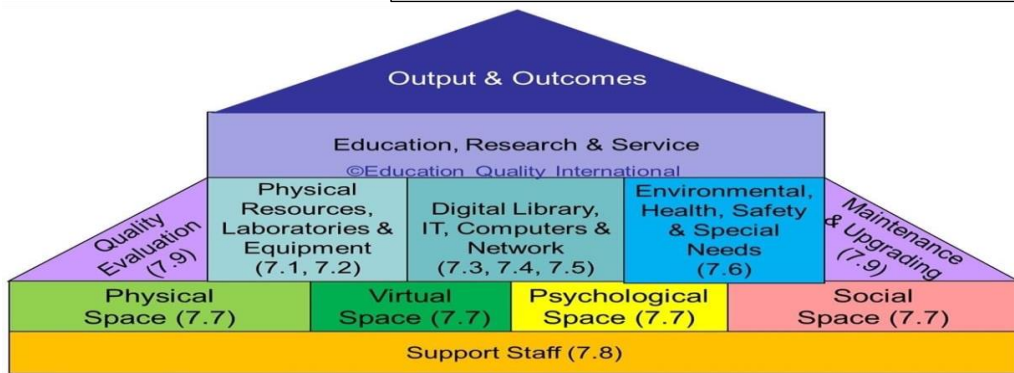 Output & Outcomes
Education, Research & Service
©Education Quality International
Quality
Evaluation
(7.9)
Physical
Resources,
Laboratories &
Equipment
(7.1, 7.2)
Digital Library,
IT, Computers &
Network
(7.3, 7.4, 7.5)
Environmental,
Health, Safety
& Special
Needs
(7.6)
Maintenance
& Upgrading
(7.9)
Physical
Space (7.7)
Virtual
Space (7.7)
Psychological
Space (7.7)
Social
Space (7.7)
Support Staff (7.8)